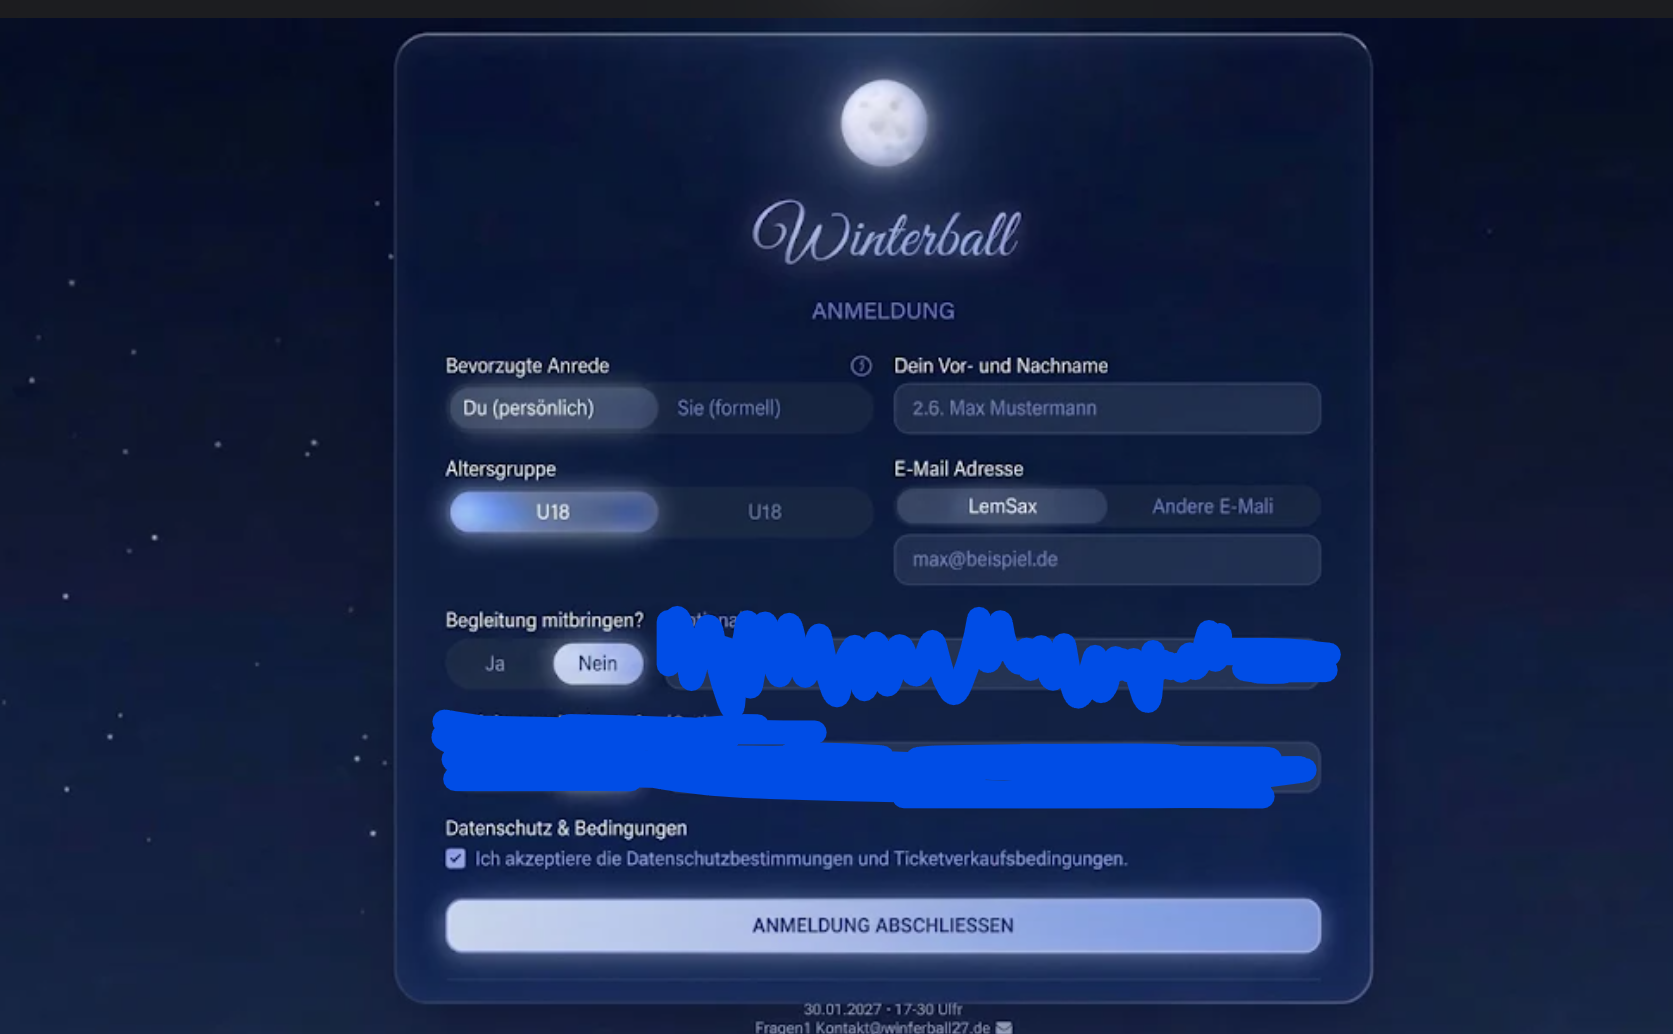 Winterball
ANMELDUNG
Bevorzugte Anrede
Du (persönlich) Sie (formell)
Dein Vor- und Nachname
2.6. Max Mustermann
Altersgruppe
U18 U18
E-Mail Adresse
LemSax Andere E-Mali
max@beispiel.de
Begleitung mitbringen?
Ja Nein
Datenschutz & Bedingungen
Ich akzeptiere die Datenschutzbestimmungen und Ticketverkaufsbedingungen.
ANMELDUNG ABSCHLIESSEN
30.01.2027 - 17-30 Ulfr
Fragen1 Kontakt@winferball27.de